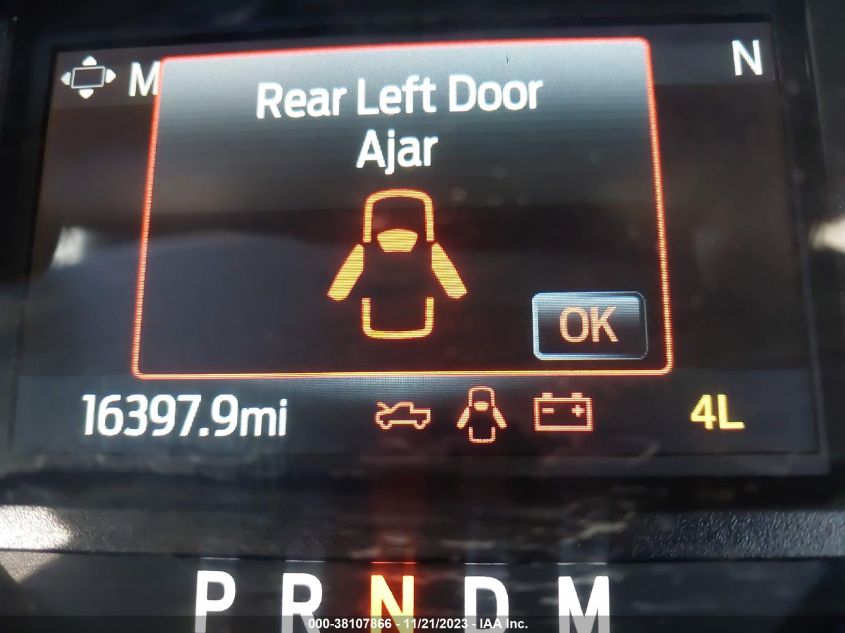 M
N
Rear Left Door
Ajar
OK
16397.9mi
4L
P R N D M
000-38107866 - 11/21/2023 - IAA Inc.